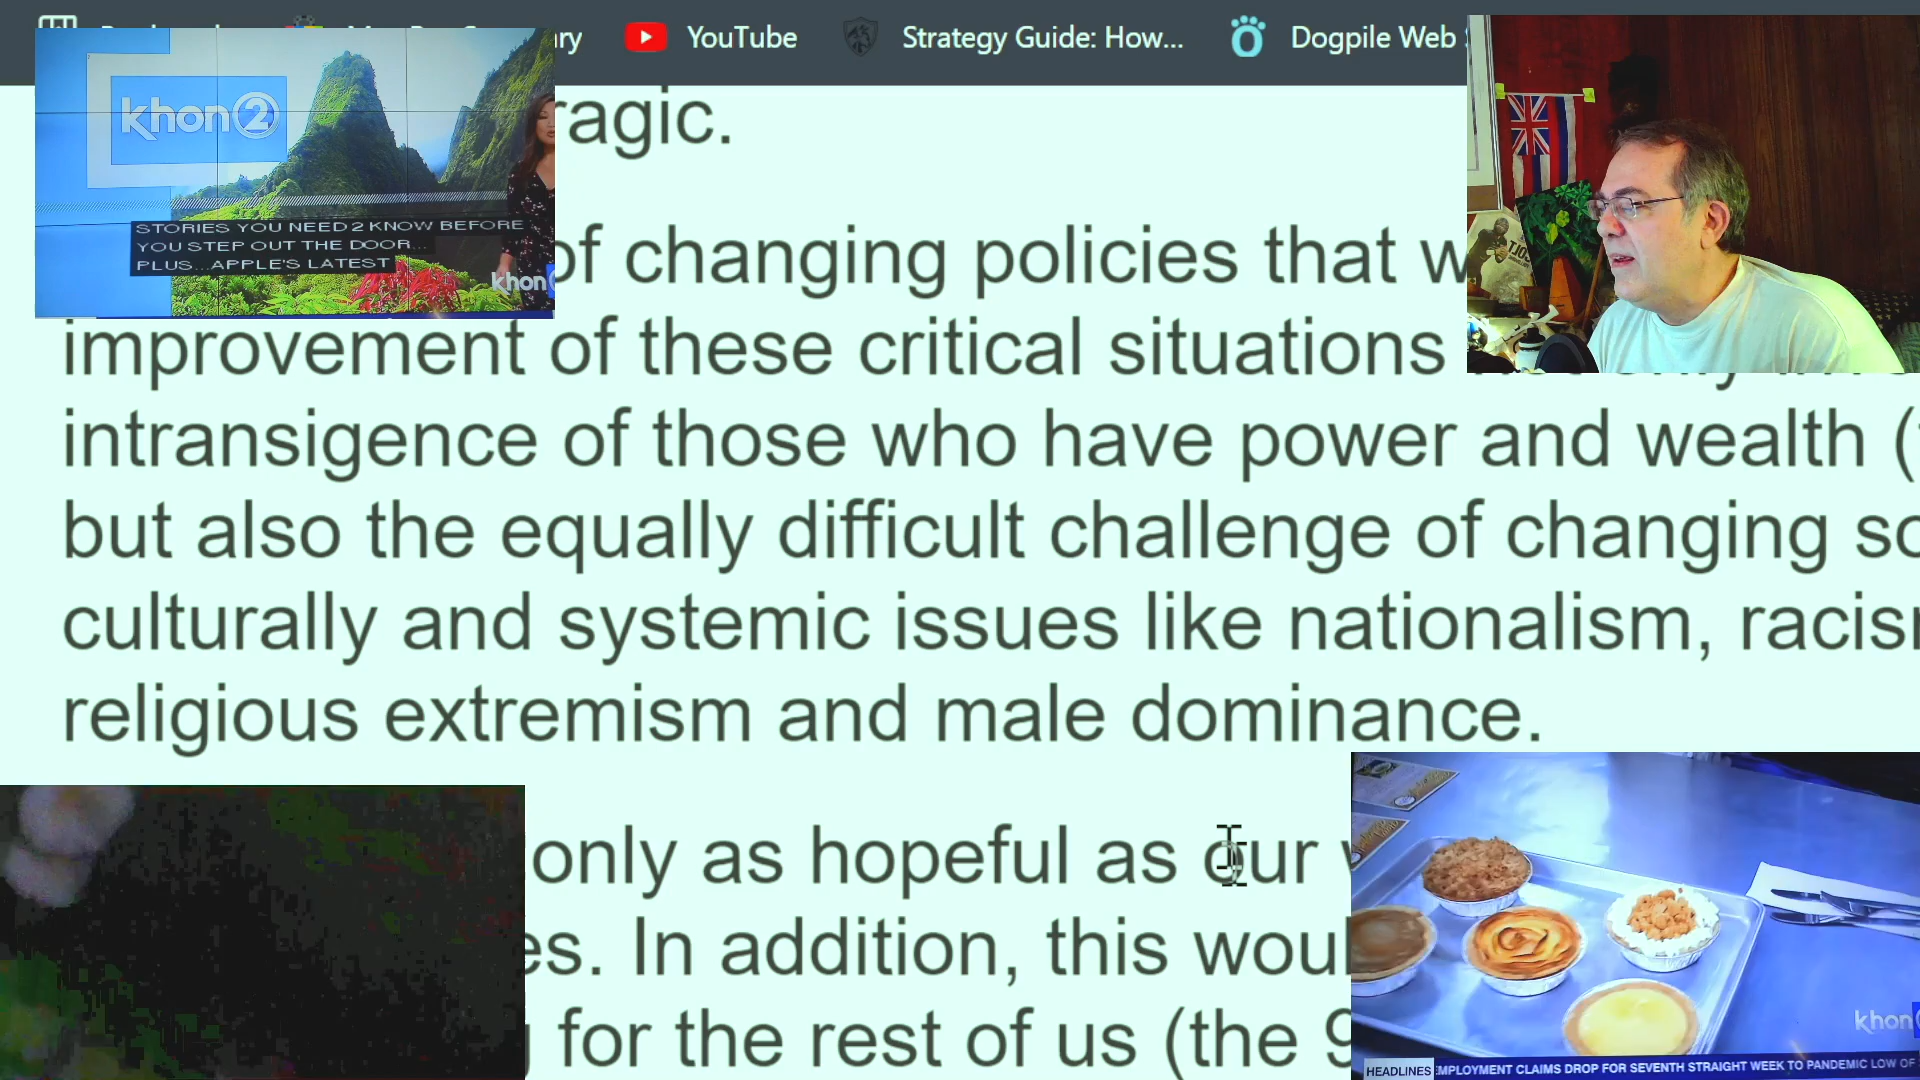 YouTube
Strategy Guide: How...
Dogpile Web
khon2
STORIES YOU NEED 2 KNOW BEFORE
YOU STEP OUT THE DOOR...
PLUS...APPLE'S LATEST
khon
ragic.
of changing policies that w
improvement of these critical situations
intransigence of those who have power and wealth (
but also the equally difficult challenge of changing so
culturally and systemic issues like nationalism, racis
religious extremism and male dominance.
only as hopeful as our
es. In addition, this woul
for the rest of us (the 9
khon
HEADLINES
EMPLOYMENT CLAIMS DROP FOR SEVENTH STRAIGHT WEEK TO PANDEMIC LOW OF